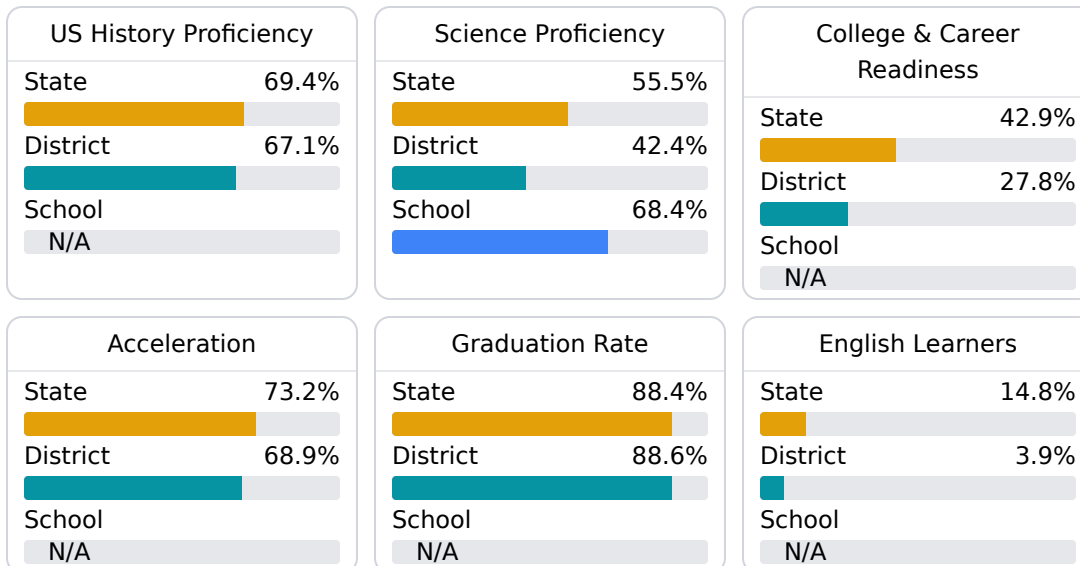 US History Proficiency
State 69.4%
District 67.1%
School
N/A
Science Proficiency
State 55.5%
District 42.4%
School 68.4%
College & Career
Readiness
State 42.9%
District 27.8%
School
N/A
Acceleration
State 73.2%
District 68.9%
School
N/A
Graduation Rate
State 88.4%
District 88.6%
School
N/A
English Learners
State 14.8%
District 3.9%
School
N/A